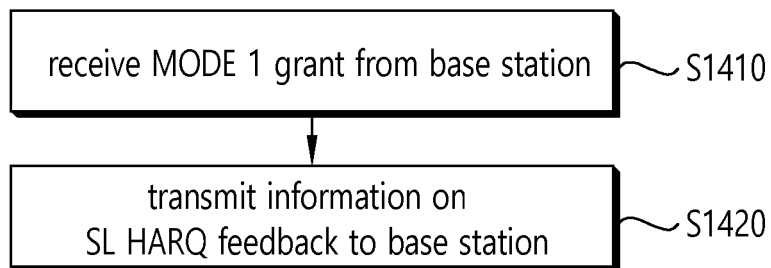 receive MODE 1 grant from base station
S1410
transmit information on
SL HARQ feedback to base station
S1420